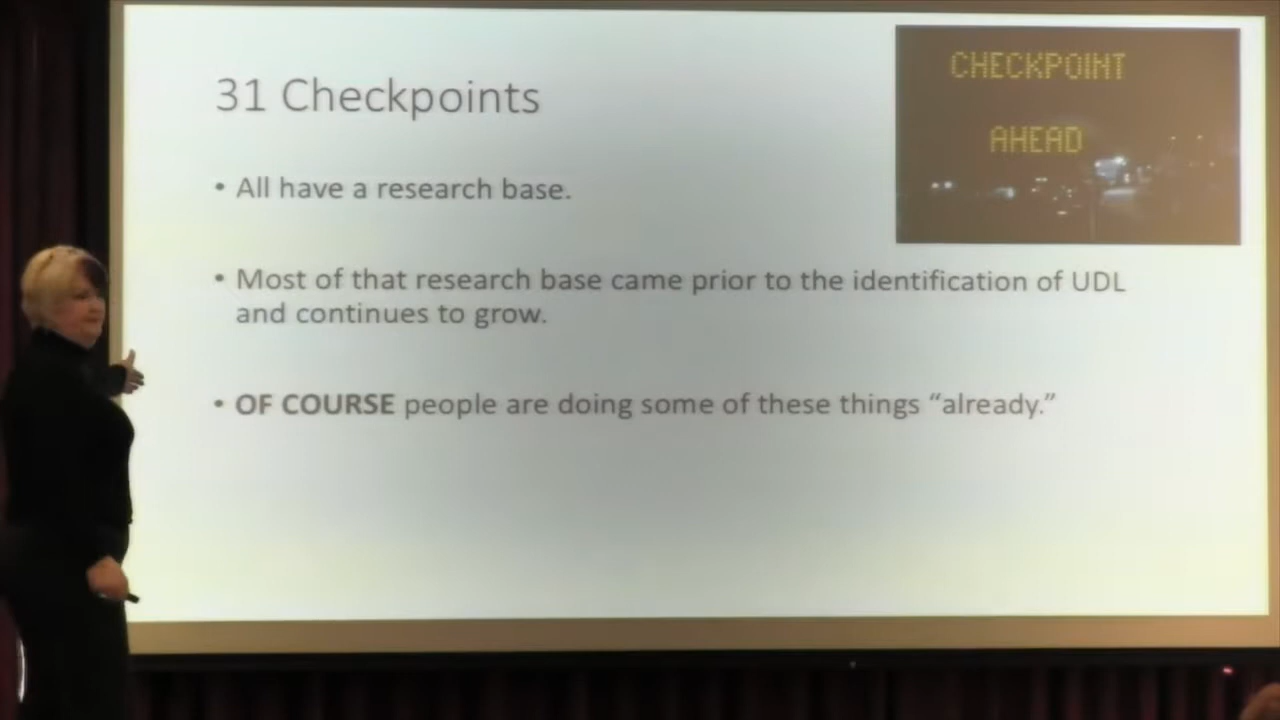 31 Checkpoints
CHECKPOINT
AHEAD
• All have a research base.
• Most of that research base came prior to the identification of UDL
and continues to grow.
• OF COURSE people are doing some of these things “already.”